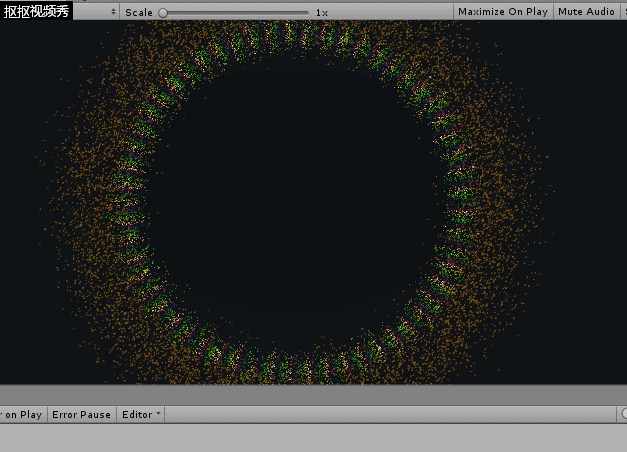 抠抠视频秀
Scale 1x Maximize On Play Mute Audio
r on Play Error Pause Editor